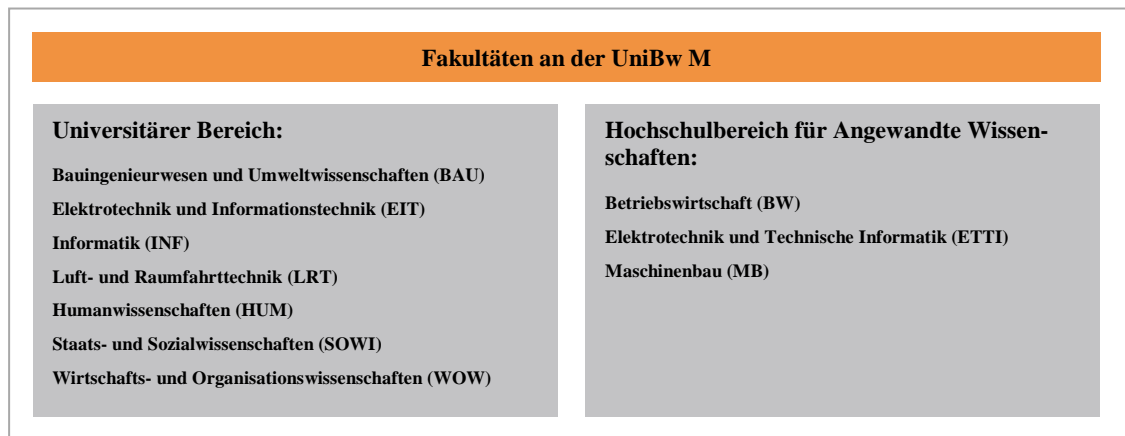 Fakultäten an der UniBw M
Universitärer Bereich:
Bauingenieurwesen und Umweltwissenschaften (BAU)
Elektrotechnik und Informationstechnik (EIT)
Informatik (INF)
Luft- und Raumfahrttechnik (LRT)
Humanwissenschaften (HUM)
Staats- und Sozialwissenschaften (SOWI)
Wirtschafts- und Organisationswissenschaften (WOW)
Hochschulbereich für Angewandte Wissen-
schaften:
Betriebswirtschaft (BW)
Elektrotechnik und Technische Informatik (ETTI)
Maschinenbau (MB)